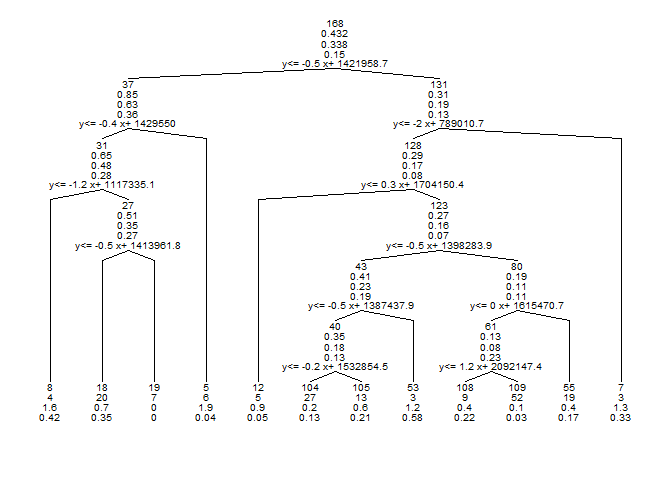 168
0.432
0.338
0.15
y<= -0.5 x+ 1421958.7
37 131
0.85 0.31
0.63 0.19
0.36 0.13
y<= -0.4 x+ 1429550 y<= -2 x+ 789010.7
31 128
0.65 0.29
0.48 0.17
0.28 0.08
y<= -1.2 x+ 1117335.1 y<= 0.3 x+ 1704150.4
27 123
0.51 0.27
0.35 0.16
0.27 0.07
y<= -0.5 x+ 1413961.8 y<= -0.5 x+ 1398283.9
43 80
0.41 0.19
0.23 0.11
0.19 0.11
y<= -0.5 x+ 1387437.9 y<= 0 x+ 1615470.7
40 61
0.35 0.13
0.18 0.08
0.13 0.23
y<= -0.2 x+ 1532854.5 y<= 1.2 x+ 2092147.4
8 18 19 5 12 104 105 53 108 109 55 7
4 20 7 6 5 27 13 3 9 52 19 3
1.6 0.7 0 1.9 0.9 0.2 0.6 1.2 0.4 0.1 0.4 1.3
0.42 0.35 0 0.04 0.05 0.13 0.21 0.58 0.22 0.03 0.17 0.33